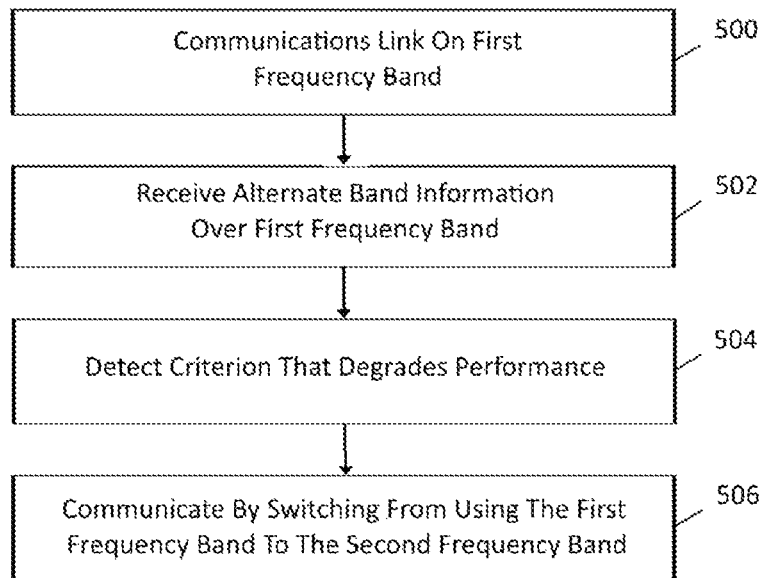 Communications Link On First
Frequency Band
500
Receive Alternate Band Information
Over First Frequency Band
502
Detect Criterion That Degrades Performance
504
Communicate By Switching From Using The First
Frequency Band To The Second Frequency Band
506